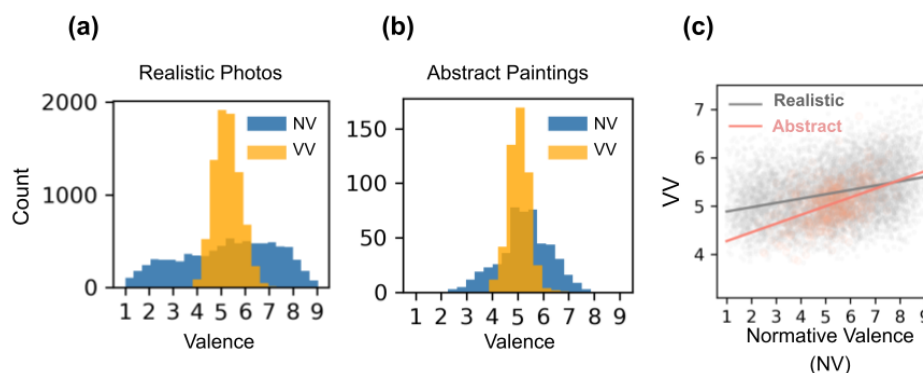 (a)
Realistic Photos
2000
1000
0
Count
NV
VV
1 2 3 4 5 6 7 8 9
Valence
(b)
Abstract Paintings
150
100
50
0
NV
VV
1 2 3 4 5 6 7 8 9
Valence
(c)
7
6
5
4
VV
Realistic
Abstract
1 2 3 4 5 6 7 8 9
Normative Valence
(NV)